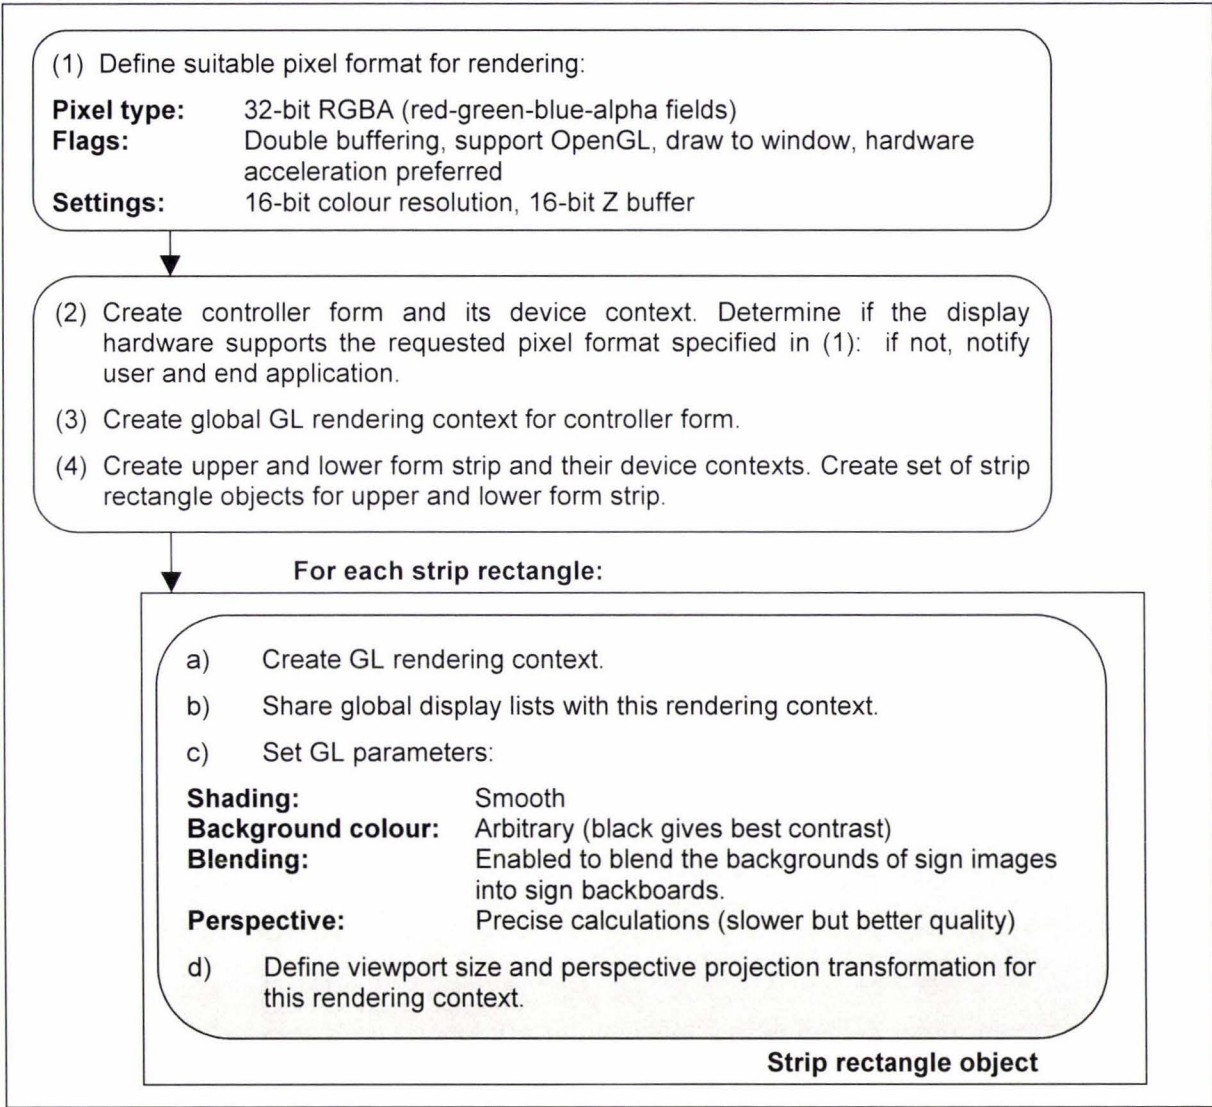 (1) Define suitable pixel format for rendering:
Pixel type: 32-bit RGBA (red-green-blue-alpha fields)
Flags: Double buffering, support OpenGL, draw to window, hardware
acceleration preferred
Settings: 16-bit colour resolution, 16-bit Z buffer
(2) Create controller form and its device context. Determine if the display
hardware supports the requested pixel format specified in (1): if not, notify
user and end application.
(3) Create global GL rendering context for controller form.
(4) Create upper and lower form strip and their device contexts. Create set of strip
rectangle objects for upper and lower form strip.
For each strip rectangle:
a) Create GL rendering context.
b) Share global display lists with this rendering context.
c) Set GL parameters:
Shading: Smooth
Background colour: Arbitrary (black gives best contrast)
Blending: Enabled to blend the backgrounds of sign images
into sign backboards.
Perspective: Precise calculations (slower but better quality)
d) Define viewport size and perspective projection transformation for
this rendering context.
Strip rectangle object